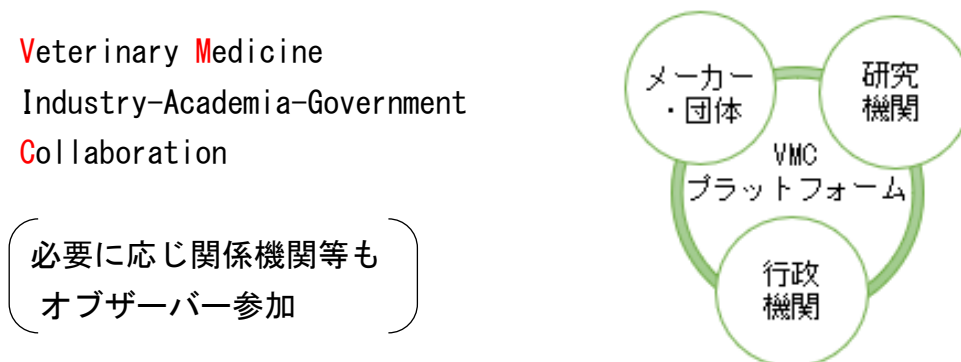 Veterinary Medicine
Industry-Academia-Government
Collaboration
必要に応じ関係機関等も
オブザーバー参加
メーカー
・団体
研究
機関
VMC
プラットフォーム
行政
機関